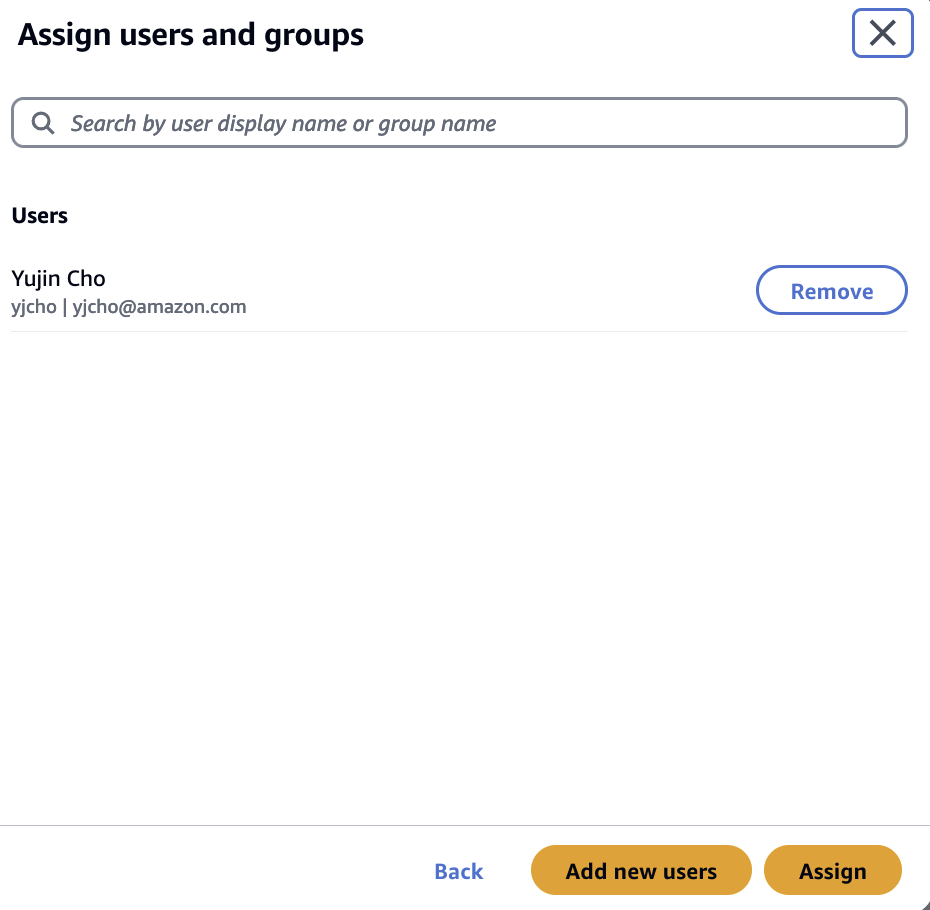 Assign users and groups
Search by user display name or group name
Users
Yujin Cho
yjcho | yjcho@amazon.com
Remove
Back
Add new users
Assign